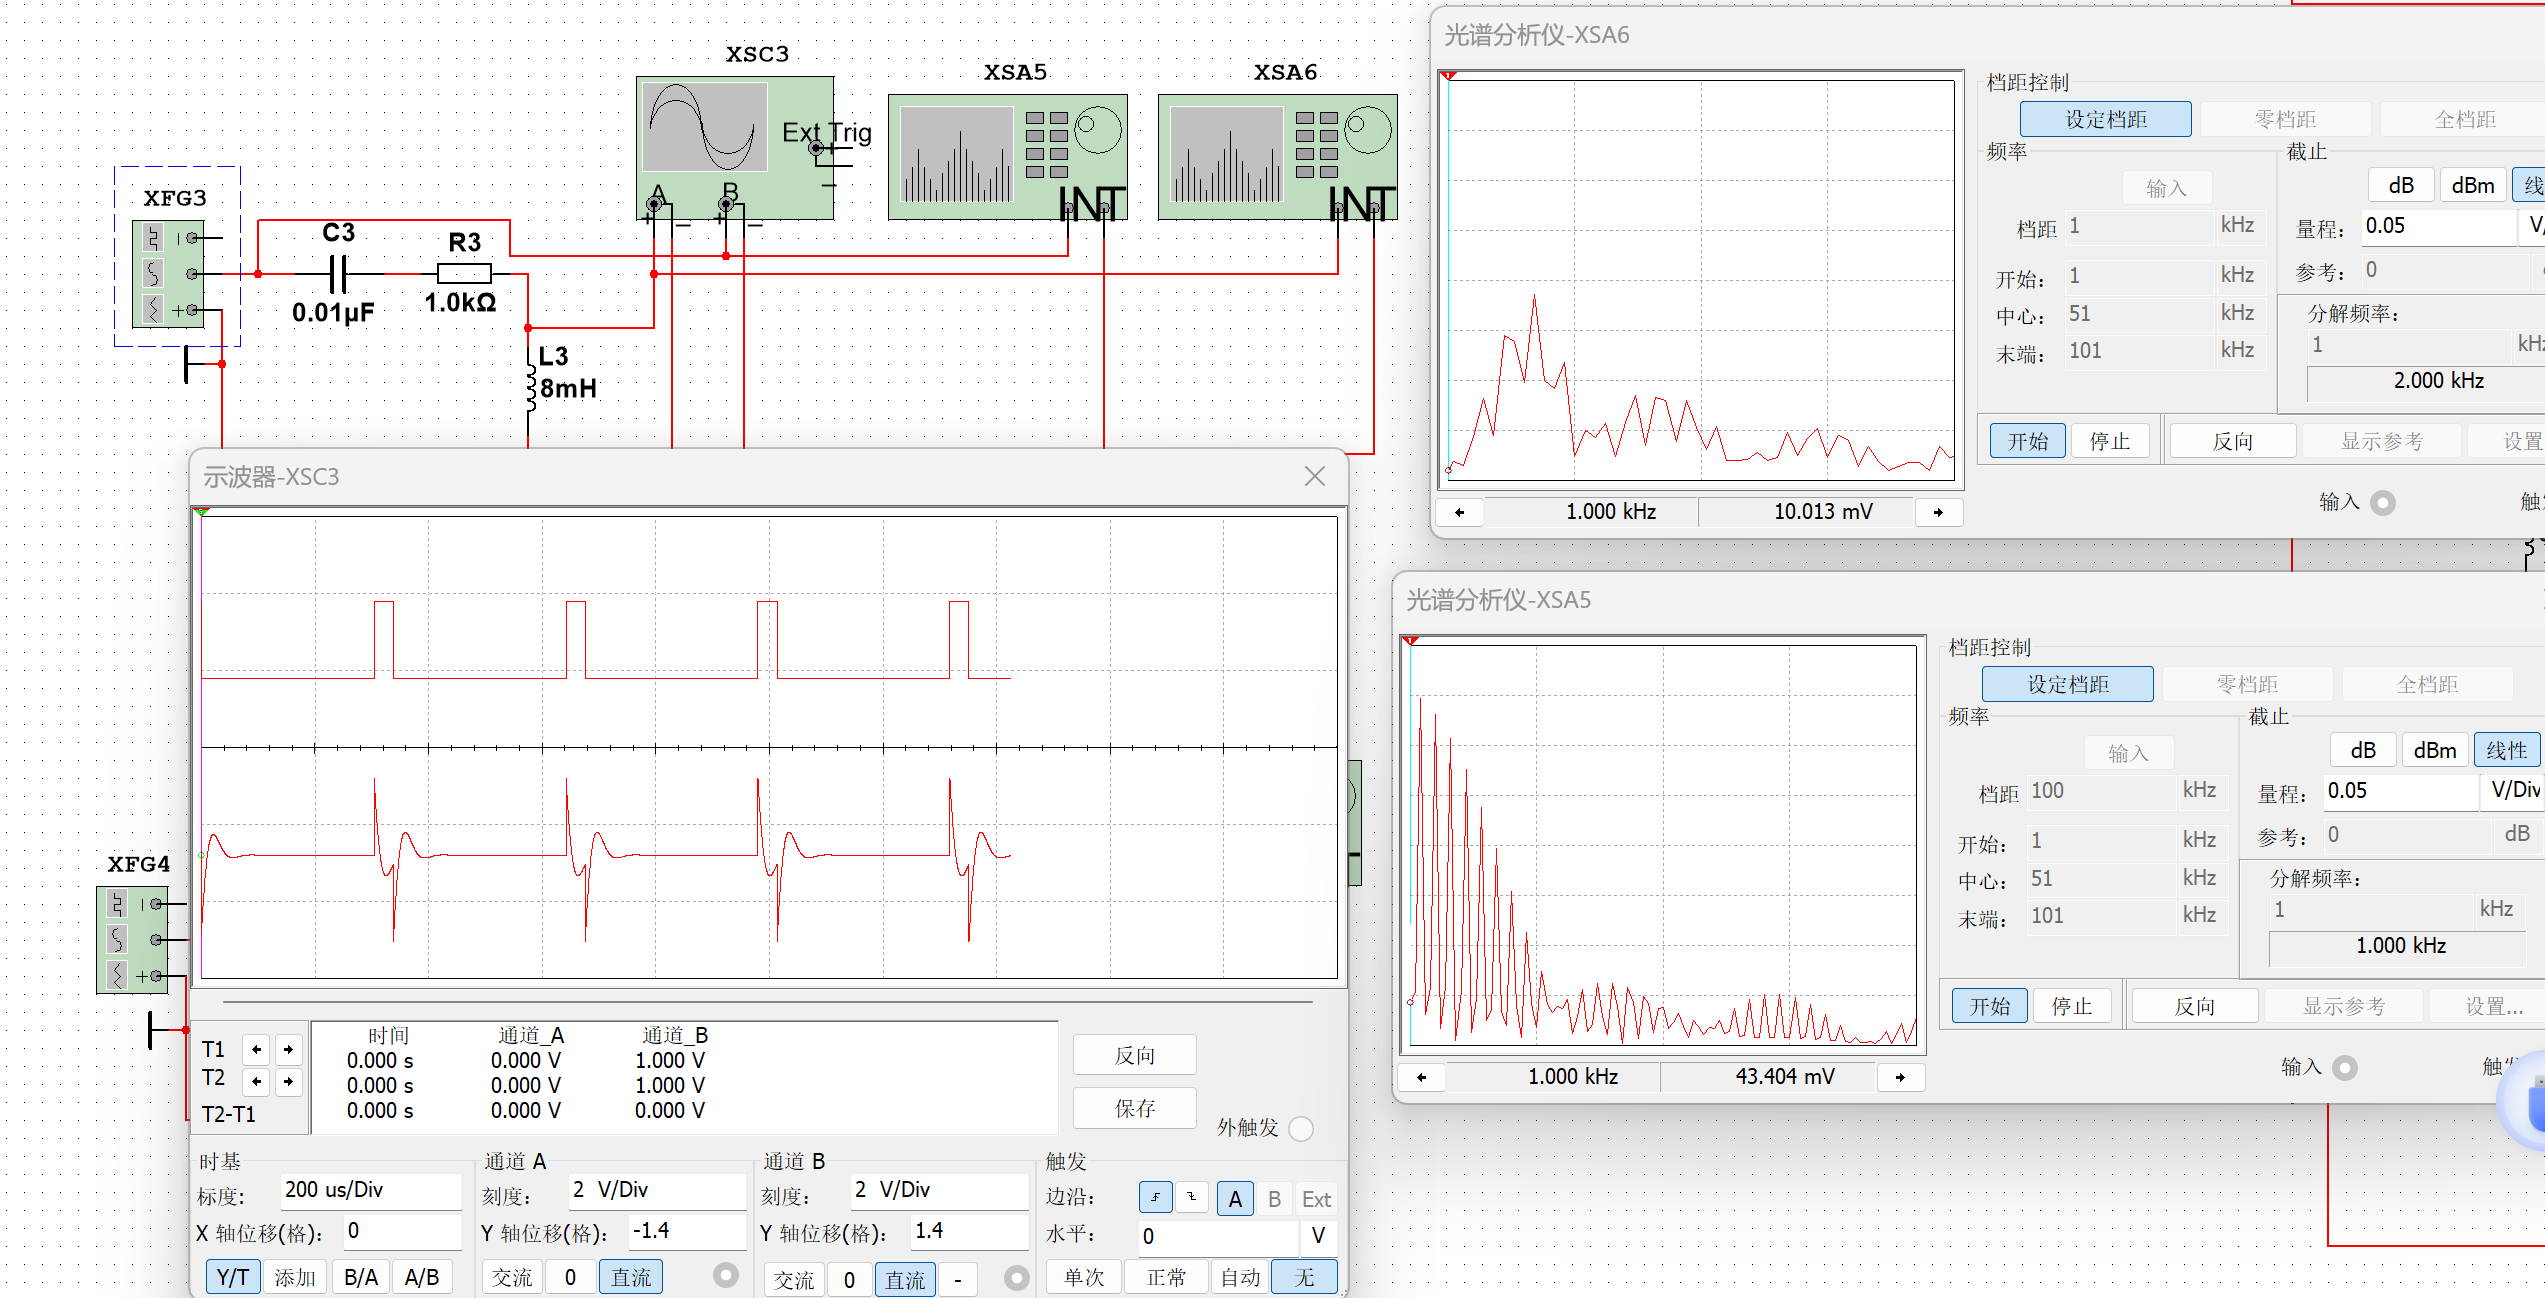 XSC3
XSA5
XSA6
Ext Trig
XFG3
A
B
INT
INT
C3
R3
0.01µF
1.0kΩ
L3
8mH
XFG4
示波器-XSC3
时间 通道_A 通道_B
T1 0.000 s 0.000 V 1.000 V
T2 0.000 s 0.000 V 1.000 V
T2-T1 0.000 s 0.000 V 0.000 V
反向
保存
外触发
时基
标度: 200 us/Div
X 轴位移(格): 0
Y/T 添加 B/A A/B
通道 A
刻度: 2 V/Div
Y 轴位移(格): -1.4
交流 0 直流
通道 B
刻度: 2 V/Div
Y 轴位移(格): 1.4
交流 0 直流 -
触发
边沿: A B Ext
水平: 0 V
单次 正常 自动 无
光谱分析仪-XSA6
1.000 kHz 10.013 mV
档距控制
设定档距 零档距 全档距
频率
输入
档距 1 kHz
开始: 1 kHz
中心: 51 kHz
末端: 101 kHz
截止
dB dBm 线
量程: 0.05 V/
参考: 0
分解频率:
1 kHz
2.000 kHz
开始 停止 反向 显示参考 设置
输入 触
光谱分析仪-XSA5
1.000 kHz 43.404 mV
档距控制
设定档距 零档距 全档距
频率
输入
档距 100 kHz
开始: 1 kHz
中心: 51 kHz
末端: 101 kHz
截止
dB dBm 线性
量程: 0.05 V/Div
参考: 0 dB
分解频率:
1 kHz
1.000 kHz
开始 停止 反向 显示参考 设置...
输入 触